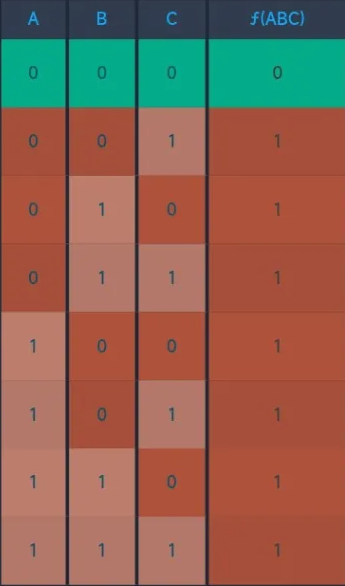 A B C ƒ(ABC)
0 0 0 0
0 0 1 1
0 1 0 1
0 1 1 1
1 0 0 1
1 0 1 1
1 1 0 1
1 1 1 1